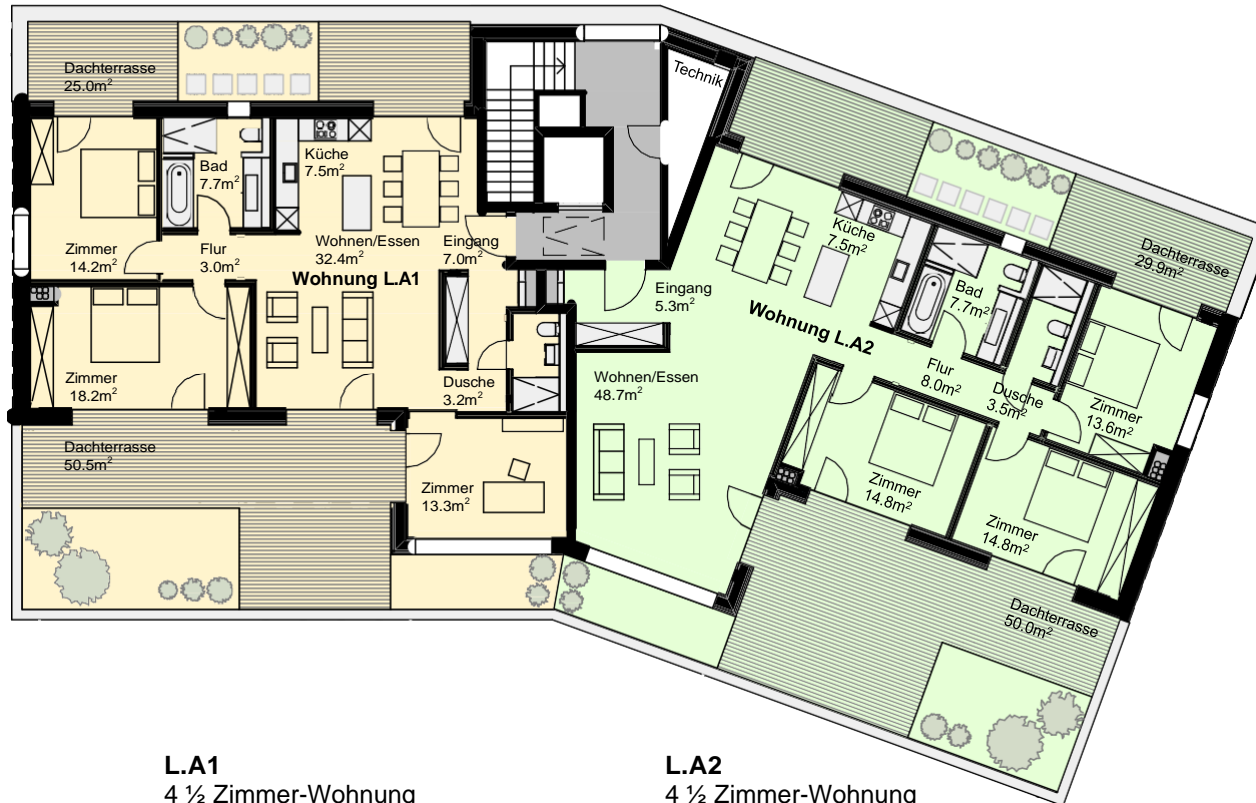 Dachterrasse
25.0m²
Technik
Bad
7.7m²
Küche
7.5m²
Zimmer
14.2m²
Flur
3.0m²
Wohnen/Essen
32.4m²
Eingang
7.0m²
Wohnung L.A1
Zimmer
18.2m²
Dusche
3.2m²
Dachterrasse
50.5m²
Zimmer
13.3m²
Küche
7.5m²
Dachterrasse
29.9m²
Eingang
5.3m²
Bad
7.7m²
Wohnung L.A2
Flur
8.0m²
Dusche
3.5m²
Wohnen/Essen
48.7m²
Zimmer
13.6m²
Zimmer
14.8m²
Zimmer
14.8m²
Dachterrasse
50.0m²
L.A1
4 ½ Zimmer-Wohnung
L.A2
4 ½ Zimmer-Wohnung